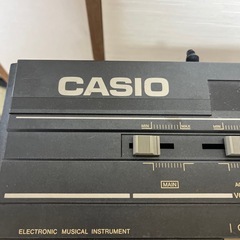 CASIO
MIN MAX MIN
MAIN
ELECTRONIC MUSICAL INSTRUMENT